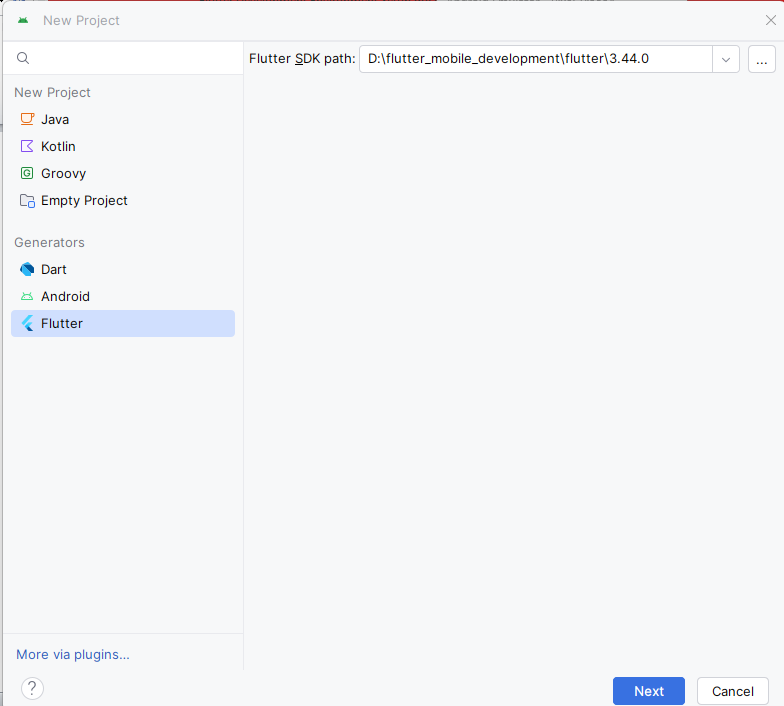 New Project
Flutter SDK path: D:\flutter_mobile_development\flutter\3.44.0
...
New Project
Java
Kotlin
G Groovy
Empty Project
Generators
Dart
Android
Flutter
More via plugins...
?
Next
Cancel